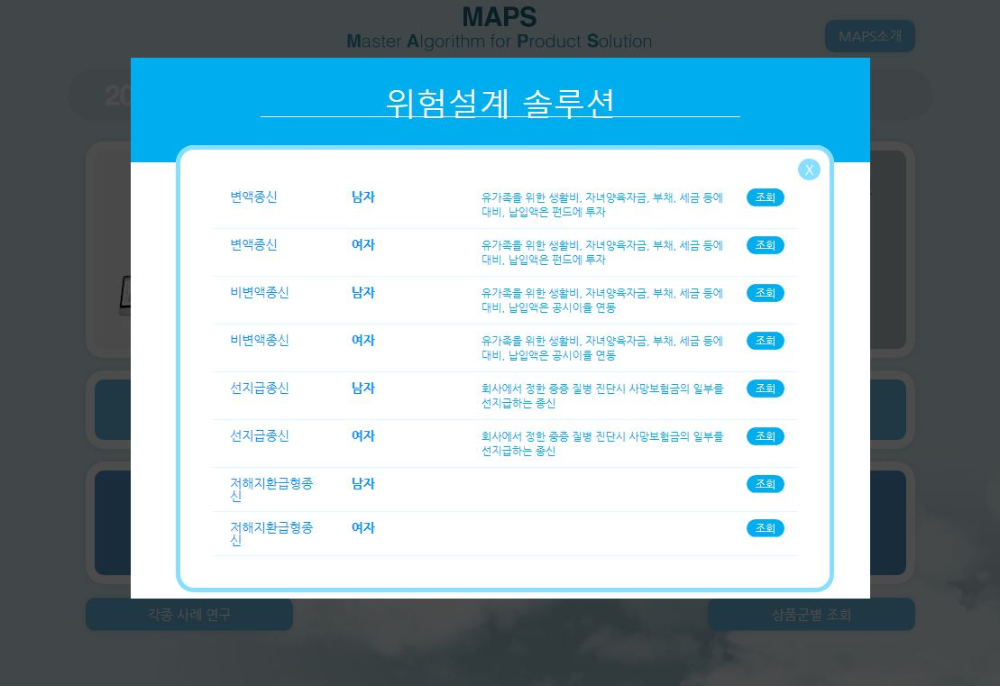 MAPS
Master Algorithm for Product Solution
MAPS소개
20
위험설계 솔루션
X
변액종신 남자 유가족을 위한 생활비, 자녀양육자금, 부채, 세금 등에 조회
대비, 납입액은 펀드에 투자
변액종신 여자 유가족을 위한 생활비, 자녀양육자금, 부채, 세금 등에 조회
대비, 납입액은 펀드에 투자
비변액종신 남자 유가족을 위한 생활비, 자녀양육자금, 부채, 세금 등에 조회
대비, 납입액은 공시이율 연동
비변액종신 여자 유가족을 위한 생활비, 자녀양육자금, 부채, 세금 등에 조회
대비, 납입액은 공시이율 연동
선지급종신 남자 회사에서 정한 중증 질병 진단시 사망보험금의 일부를 조회
선지급하는 종신
선지급종신 여자 회사에서 정한 중증 질병 진단시 사망보험금의 일부를 조회
선지급하는 종신
저해지환급형종 남자 조회
신
저해지환급형종 여자 조회
신
각종 사례 연구
상품군별 조회